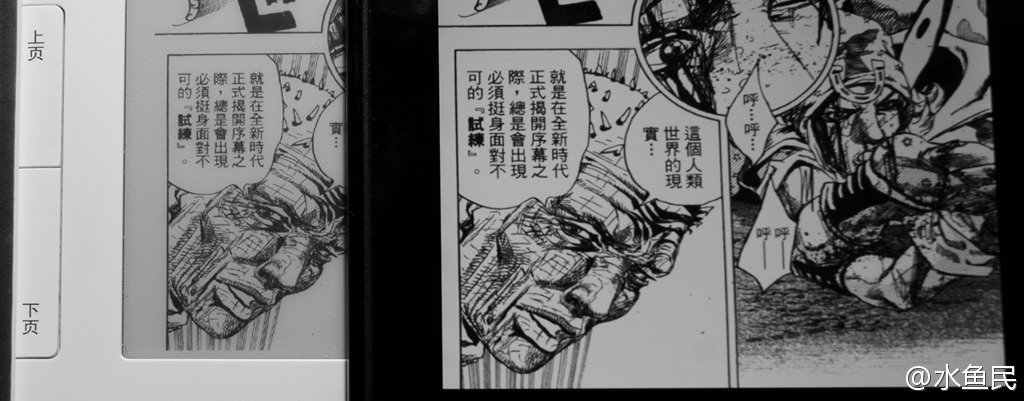 上页
下页
就是在全新時代
正式揭開序幕之
際，總是會出現
必須挺身面對不
可的『試練』。
實…
就是在全新時代
正式揭開序幕之
際，總是會出現
必須挺身面對不
可的『試練』。
這個人類
世界的現
實…
呼…呼…
呼——
呼——
@水鱼民